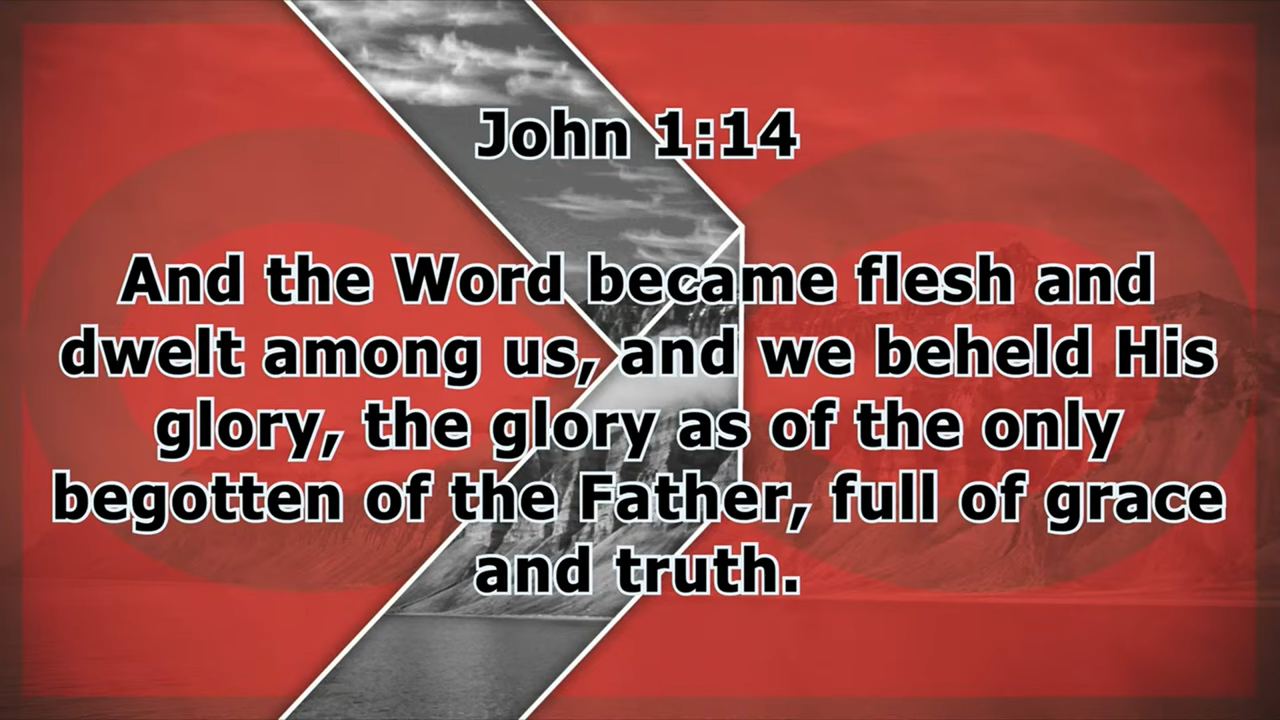 John 1:14
And the Word became flesh and
dwelt among us, and we beheld His
glory, the glory as of the only
begotten of the Father, full of grace
and truth.